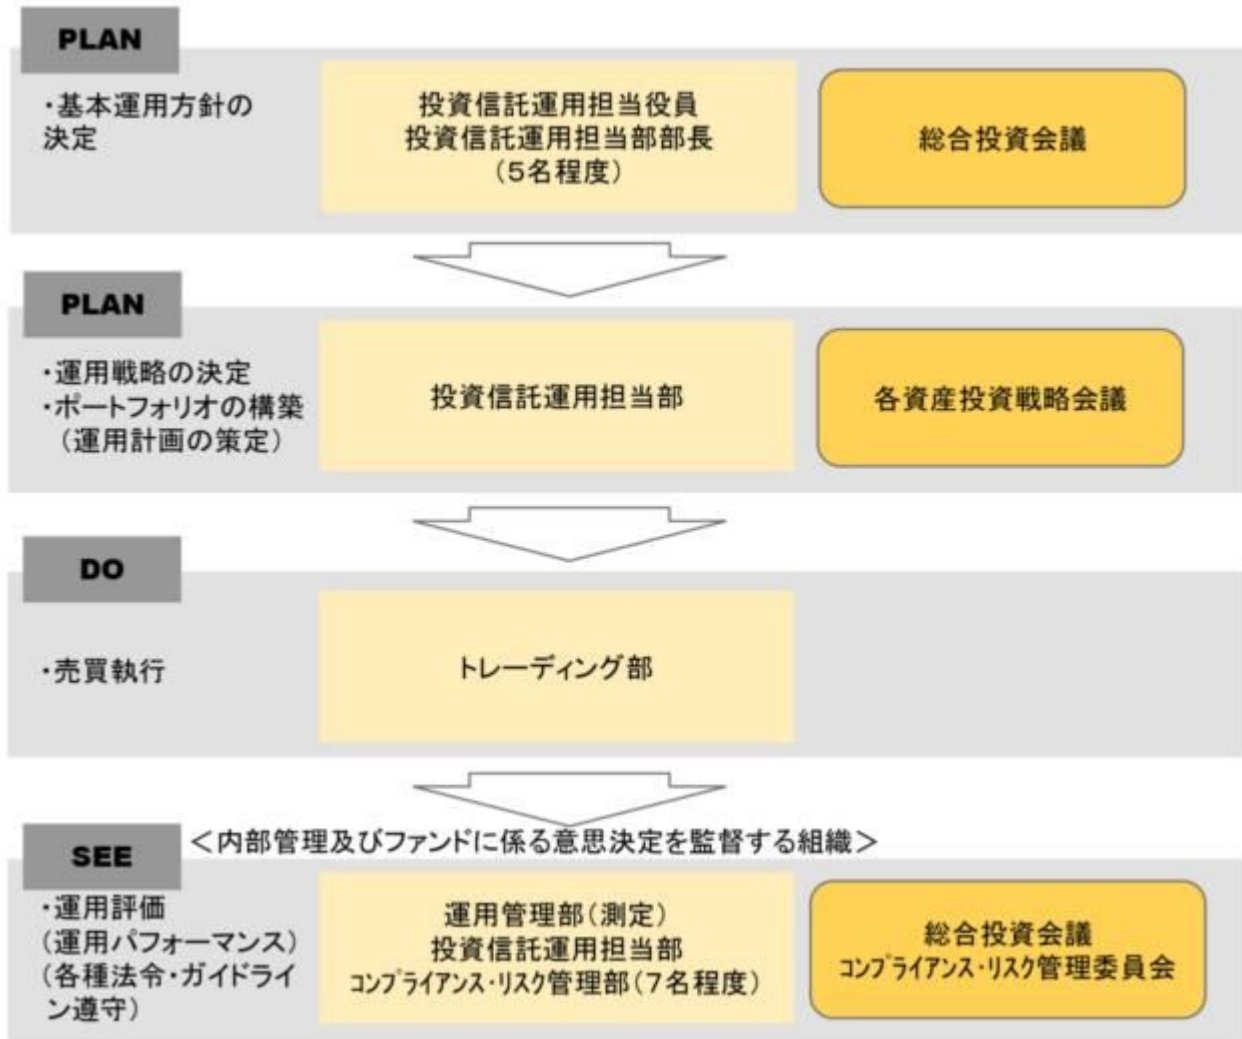 PLAN
・基本運用方針の
決定
投資信託運用担当役員
投資信託運用担当部部長
(5名程度)
総合投資会議
PLAN
・運用戦略の決定
・ポートフォリオの構築
(運用計画の策定)
投資信託運用担当部
各資産投資戦略会議
DO
・売買執行
トレーディング部
<内部管理及びファンドに係る意思決定を監督する組織>
SEE
・運用評価
(運用パフォーマンス)
(各種法令・ガイドライ
ン遵守)
運用管理部(測定)
投資信託運用担当部
コンプライアンス・リスク管理部(7名程度)
総合投資会議
コンプライアンス・リスク管理委員会